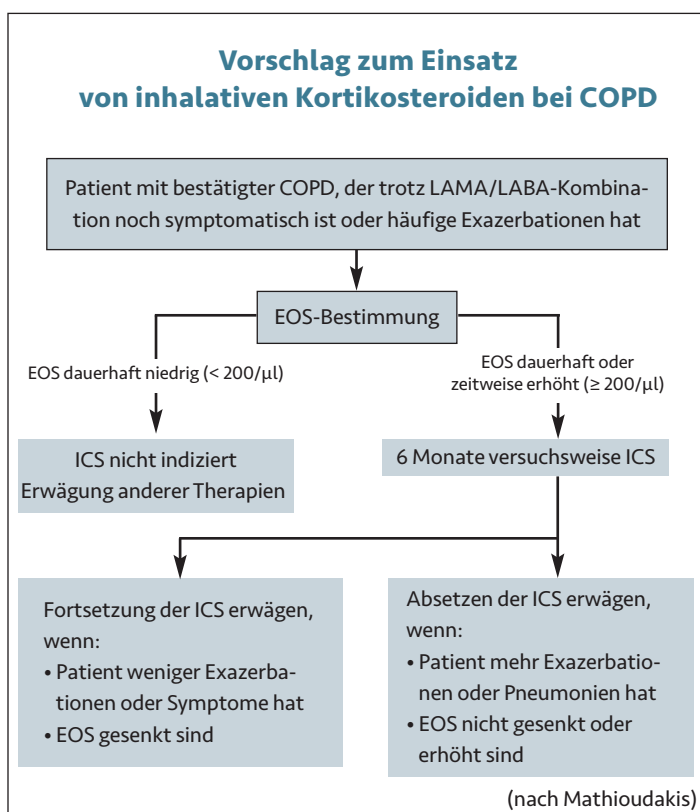 Vorschlag zum Einsatz
von inhalativen Kortikosteroiden bei COPD
Patient mit bestätigter COPD, der trotz LAMA/LABA-Kombina-
tion noch symptomatisch ist oder häufige Exazerbationen hat
EOS-Bestimmung
EOS dauerhaft niedrig (< 200/µl)
EOS dauerhaft oder
zeitweise erhöht (≥ 200/µl)
ICS nicht indiziert
Erwägung anderer Therapien
6 Monate versuchsweise ICS
Fortsetzung der ICS erwägen,
wenn:
• Patient weniger Exazerba-
tionen oder Symptome hat
• EOS gesenkt sind
Absetzen der ICS erwägen,
wenn:
• Patient mehr Exazerbatio-
nen oder Pneumonien hat
• EOS nicht gesenkt oder
erhöht sind
(nach Mathioudakis)